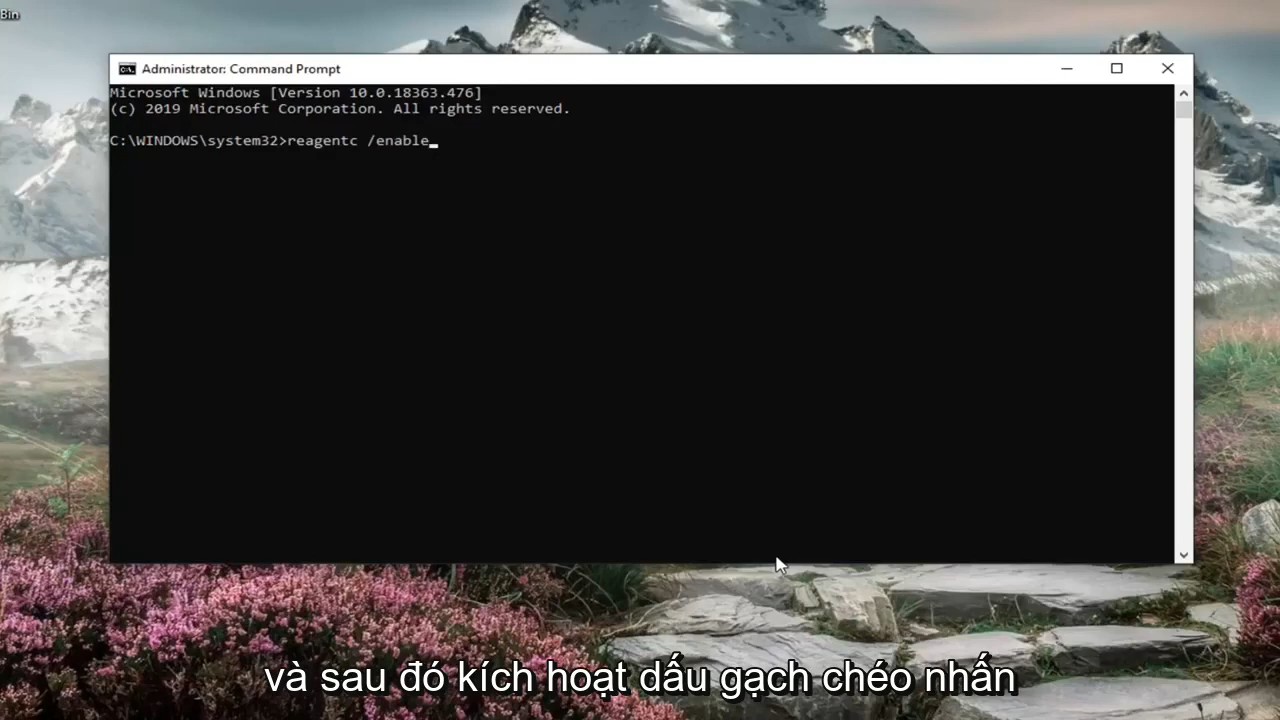 Bin
Administrator: Command Prompt
Microsoft Windows [Version 10.0.18363.476]
(c) 2019 Microsoft Corporation. All rights reserved.
C:\WINDOWS\system32>reagentc /enable
và sau đó kích hoạt dấu gạch chéo nhấn